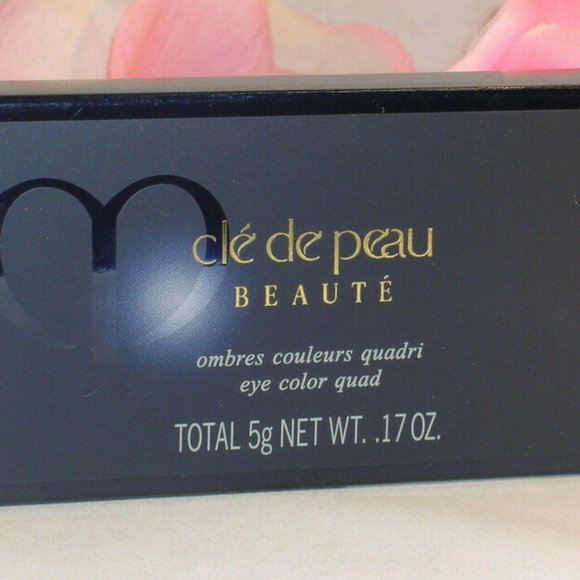 clé de peau
BEAUTÉ
ombres couleurs quadri
eye color quad
TOTAL 5g NET WT. .17 OZ.